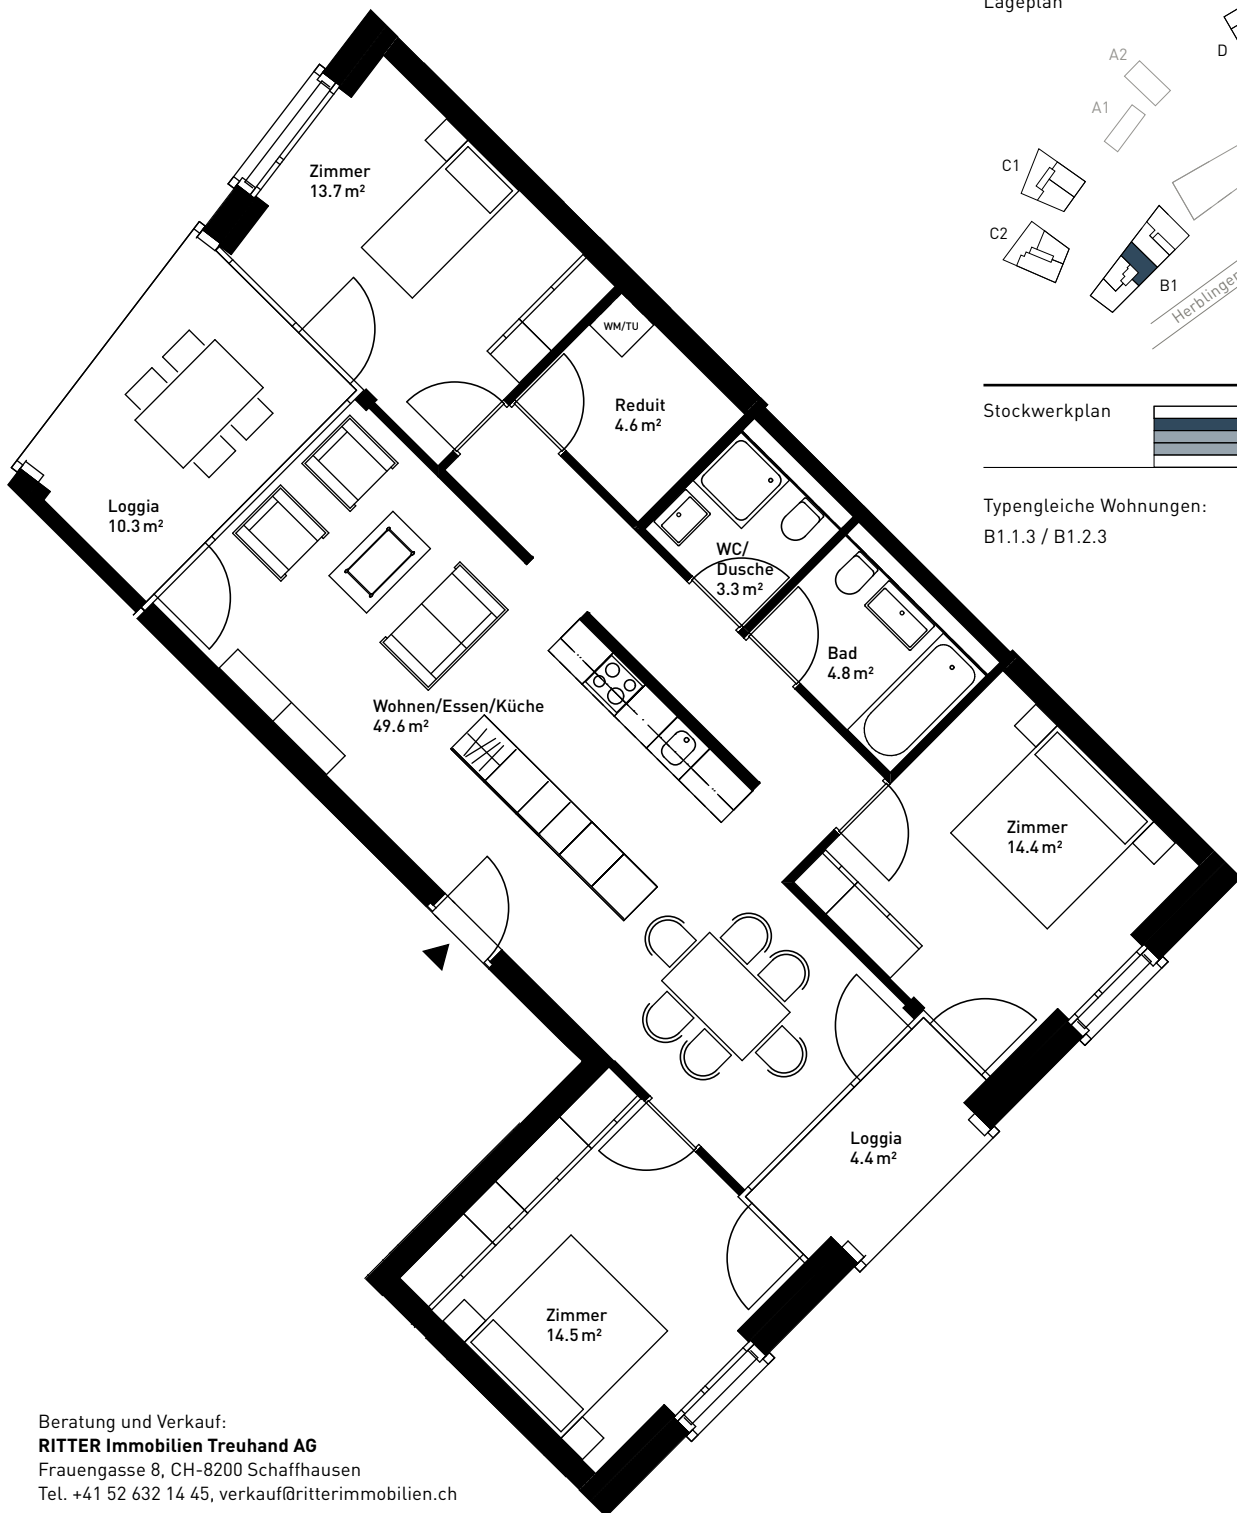 Lageplan
D
A2
A1
C1
C2
B1
Herblinger
Stockwerkplan
Typengleiche Wohnungen:
B1.1.3 / B1.2.3
Zimmer
13.7 m²
WM/TU
Reduit
4.6 m²
Loggia
10.3 m²
WC/
Dusche
3.3 m²
Bad
4.8 m²
Wohnen/Essen/Küche
49.6 m²
Zimmer
14.4 m²
Loggia
4.4 m²
Zimmer
14.5 m²
Beratung und Verkauf:
RITTER Immobilien Treuhand AG
Frauengasse 8, CH-8200 Schaffhausen
Tel. +41 52 632 14 45, verkauf@ritterimmobilien.ch